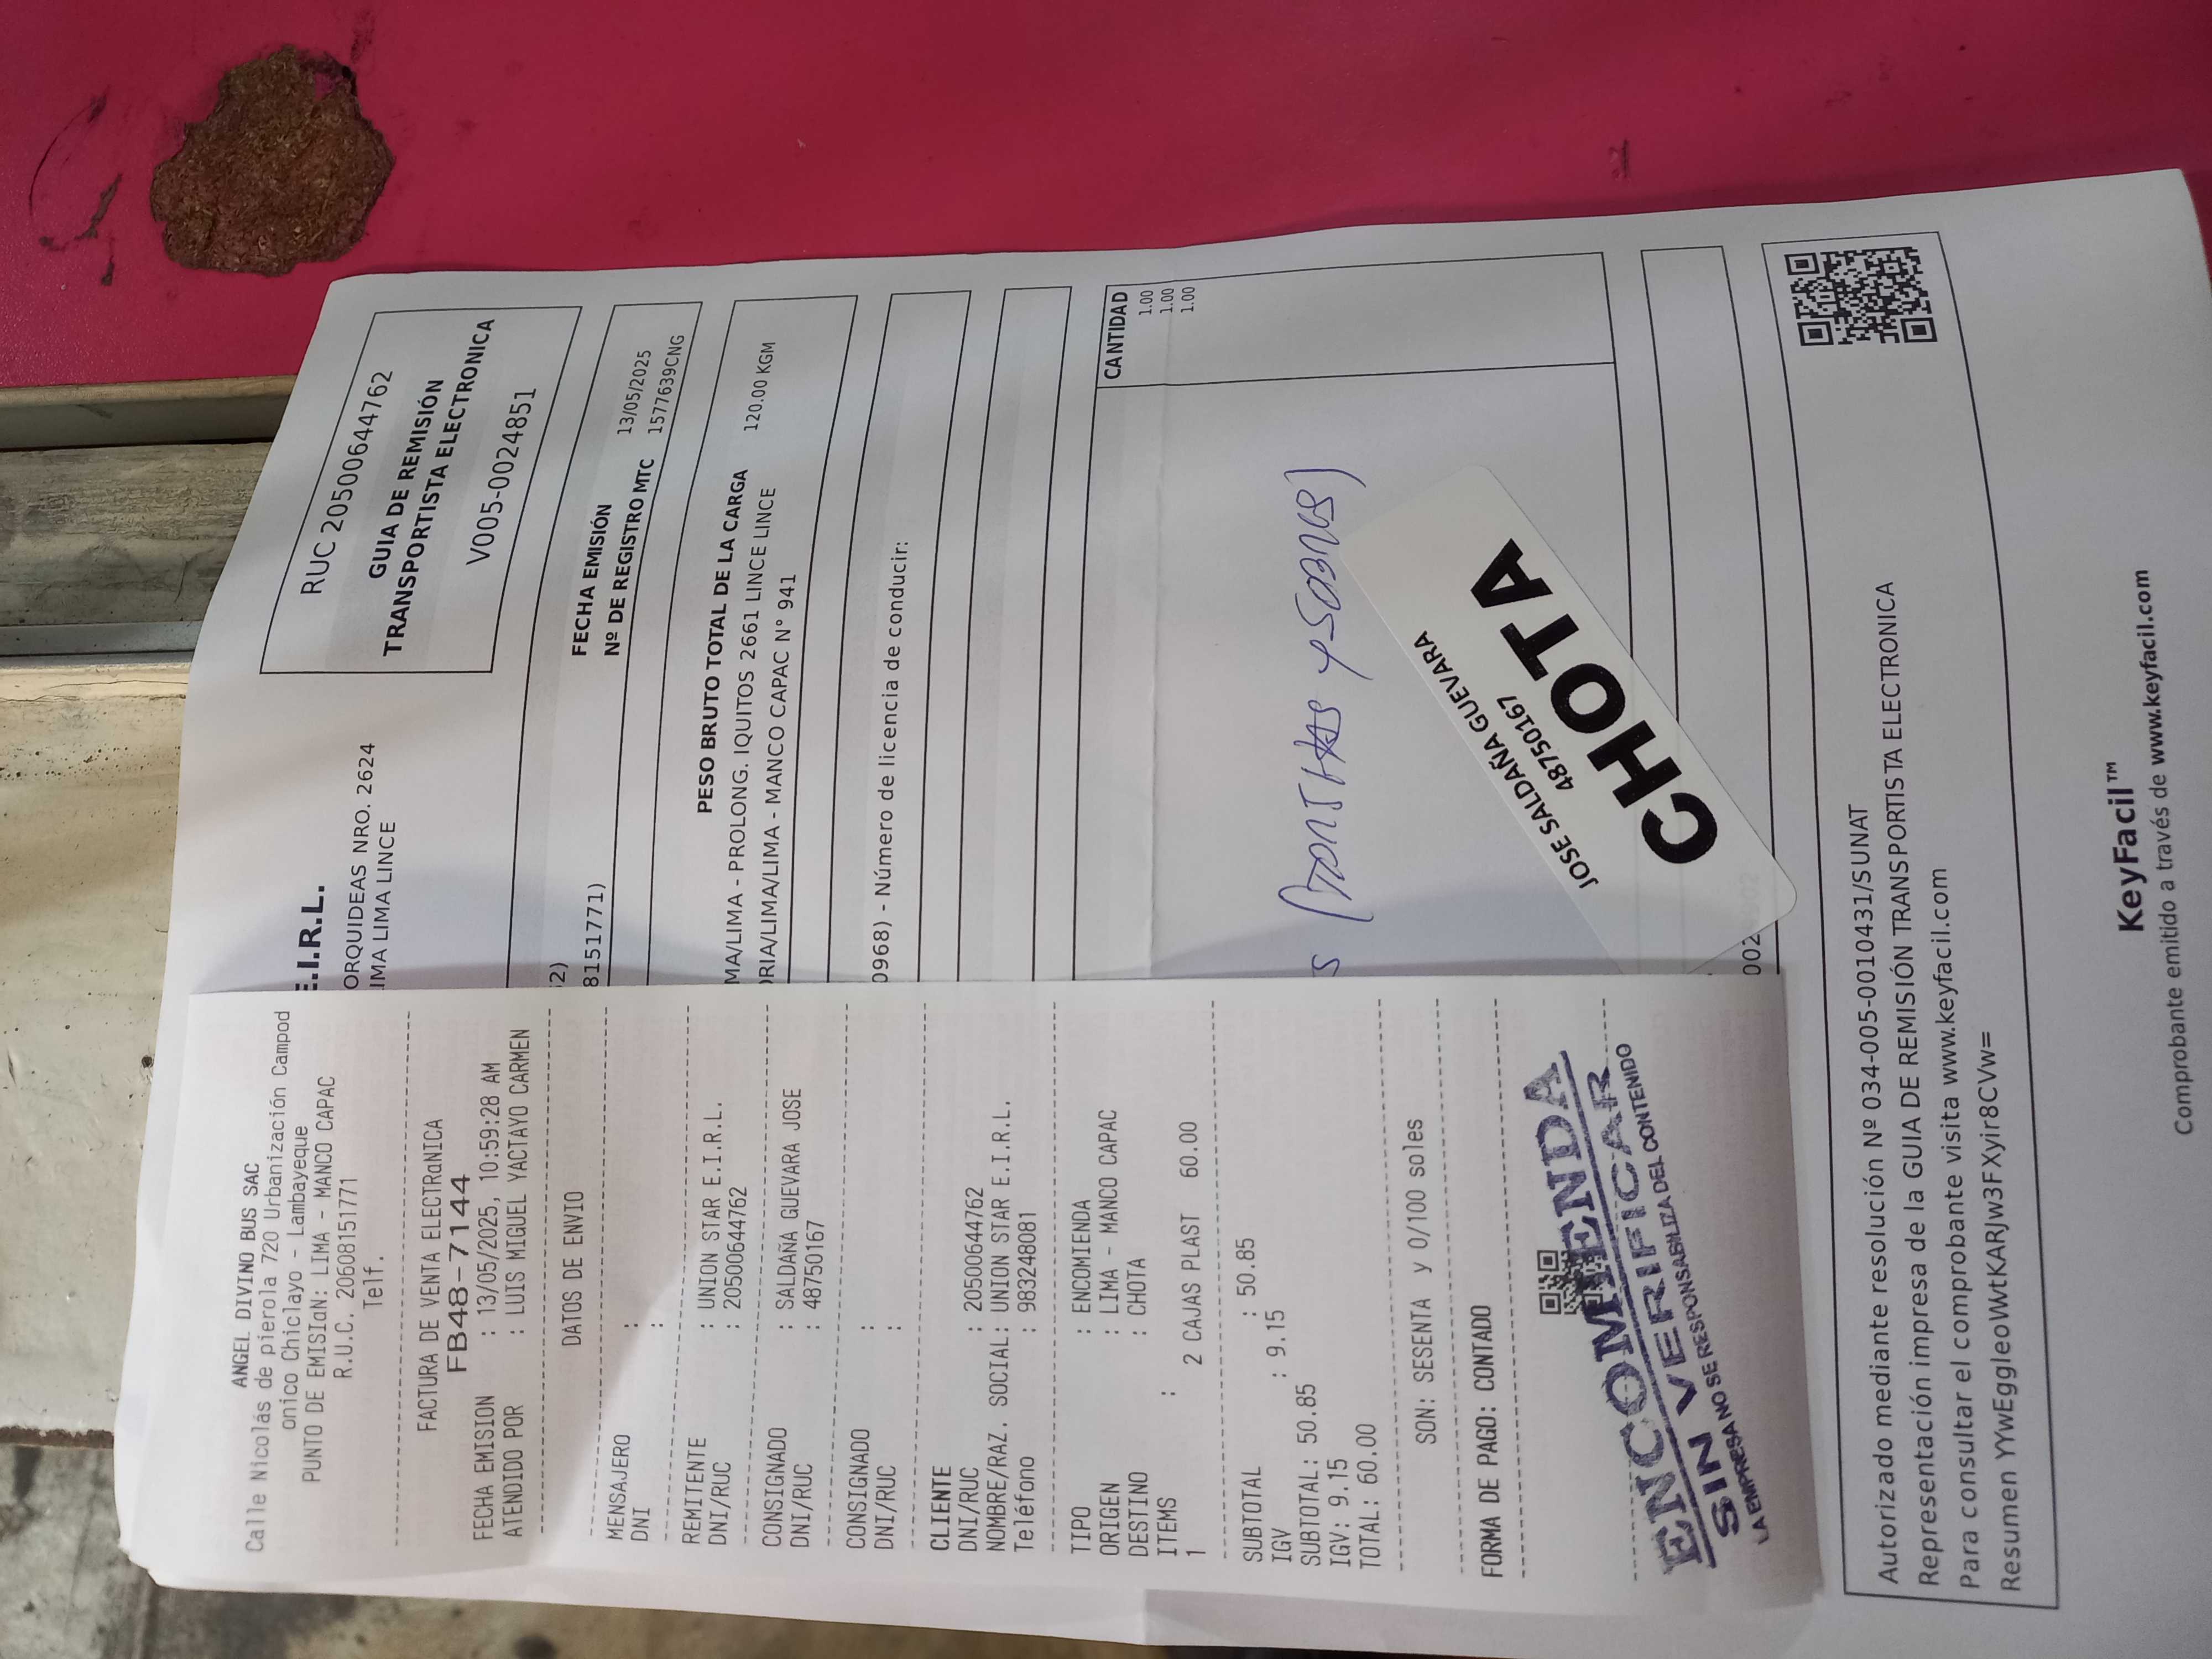 ANGEL DIVINO BUS SAC
Calle Nicolás de pierola 720 Urbanización Campod
onico Chiclayo - Lambayeque
PUNTO DE EMISIαN: LIMA - MANCO CAPAC
R.U.C. 20608151771
Telf.
FACTURA DE VENTA ELECTRαNICA
FB48-7144
FECHA EMISION : 13/05/2025, 10:59:28 AM
ATENDIDO POR : LUIS MIGUEL YACTAYO CARMEN
DATOS DE ENVIO
MENSAJERO :
DNI :
REMITENTE : UNION STAR E.I.R.L.
DNI/RUC : 20500644762
CONSIGNADO : SALDAÑA GUEVARA JOSE
DNI/RUC : 48750167
CONSIGNADO :
DNI/RUC :
CLIENTE
DNI/RUC : 20500644762
NOMBRE/RAZ. SOCIAL: UNION STAR E.I.R.L.
Teléfono : 983248081
TIPO : ENCOMIENDA
ORIGEN : LIMA - MANCO CAPAC
DESTINO : CHOTA
ITEMS :
1 2 CAJAS PLAST 60.00
SUBTOTAL : 50.85
IGV : 9.15
SUBTOTAL: 50.85
IGV: 9.15
TOTAL: 60.00
SON: SESENTA y 0/100 soles
FORMA DE PAGO: CONTADO
ENCOMIENDA
SIN VERIFICAR
LA EMPRESA NO SE RESPONSABILIZA DEL CONTENIDO
E.I.R.L.
ORQUIDEAS NRO. 2624
IMA LIMA LINCE
RUC 20500644762
GUIA DE REMISIÓN
TRANSPORTISTA ELECTRONICA
V005-0024851
2)
8151771)
FECHA EMISIÓN 13/05/2025
Nº DE REGISTRO MTC 1577639CNG
PESO BRUTO TOTAL DE LA CARGA 120.00 KGM
MA/LIMA - PROLONG. IQUITOS 2661 LINCE LINCE
ORIA/LIMA/LIMA - MANCO CAPAC N° 941
0968) - Número de licencia de conducir:
CANTIDAD
1.00
1.00
1.00
JOSE SALDAÑA GUEVARA
48750167
CHOTA
Autorizado mediante resolución Nº 034-005-0010431/SUNAT
Representación impresa de la GUIA DE REMISIÓN TRANSPORTISTA ELECTRONICA
Para consultar el comprobante visita www.keyfacil.com
Resumen YYwiEggleoWwtKARJw3FXyir8CVw=
KeyFacil™
Comprobante emitido a través de www.keyfacil.com